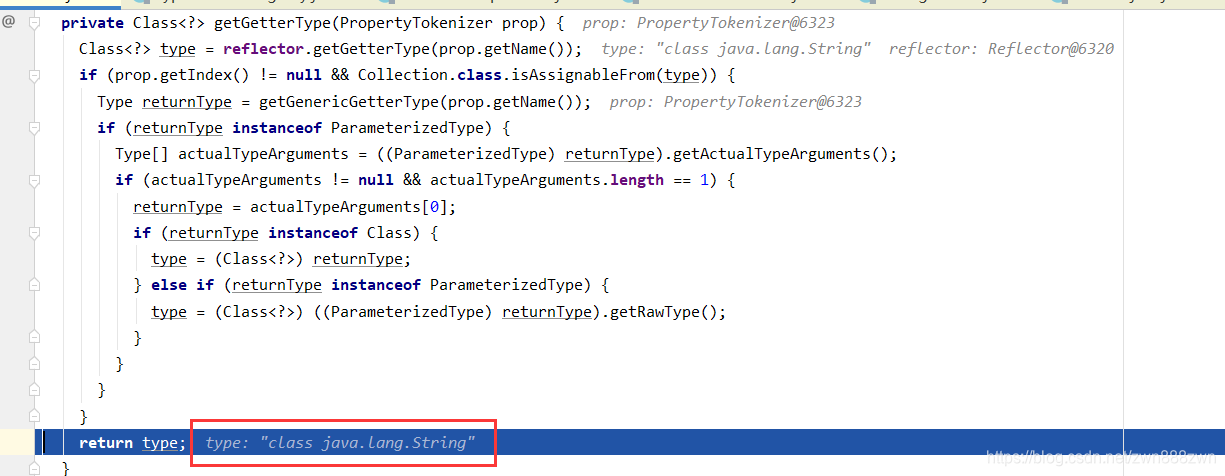 @ private Class<?> getGetterType(PropertyTokenizer prop) { prop: PropertyTokenizer@6323
Class<?> type = reflector.getGetterType(prop.getName()); type: "class java.lang.String" reflector: Reflector@6320
if (prop.getIndex() != null && Collection.class.isAssignableFrom(type)) {
Type returnType = getGenericGetterType(prop.getName()); prop: PropertyTokenizer@6323
if (returnType instanceof ParameterizedType) {
Type[] actualTypeArguments = ((ParameterizedType) returnType).getActualTypeArguments();
if (actualTypeArguments != null && actualTypeArguments.length == 1) {
returnType = actualTypeArguments[0];
if (returnType instanceof Class) {
type = (Class<?>) returnType;
} else if (returnType instanceof ParameterizedType) {
type = (Class<?>) ((ParameterizedType) returnType).getRawType();
}
}
}
}
return type; type: "class java.lang.String"
https://blog.csdn.net/zwn888zwn
}